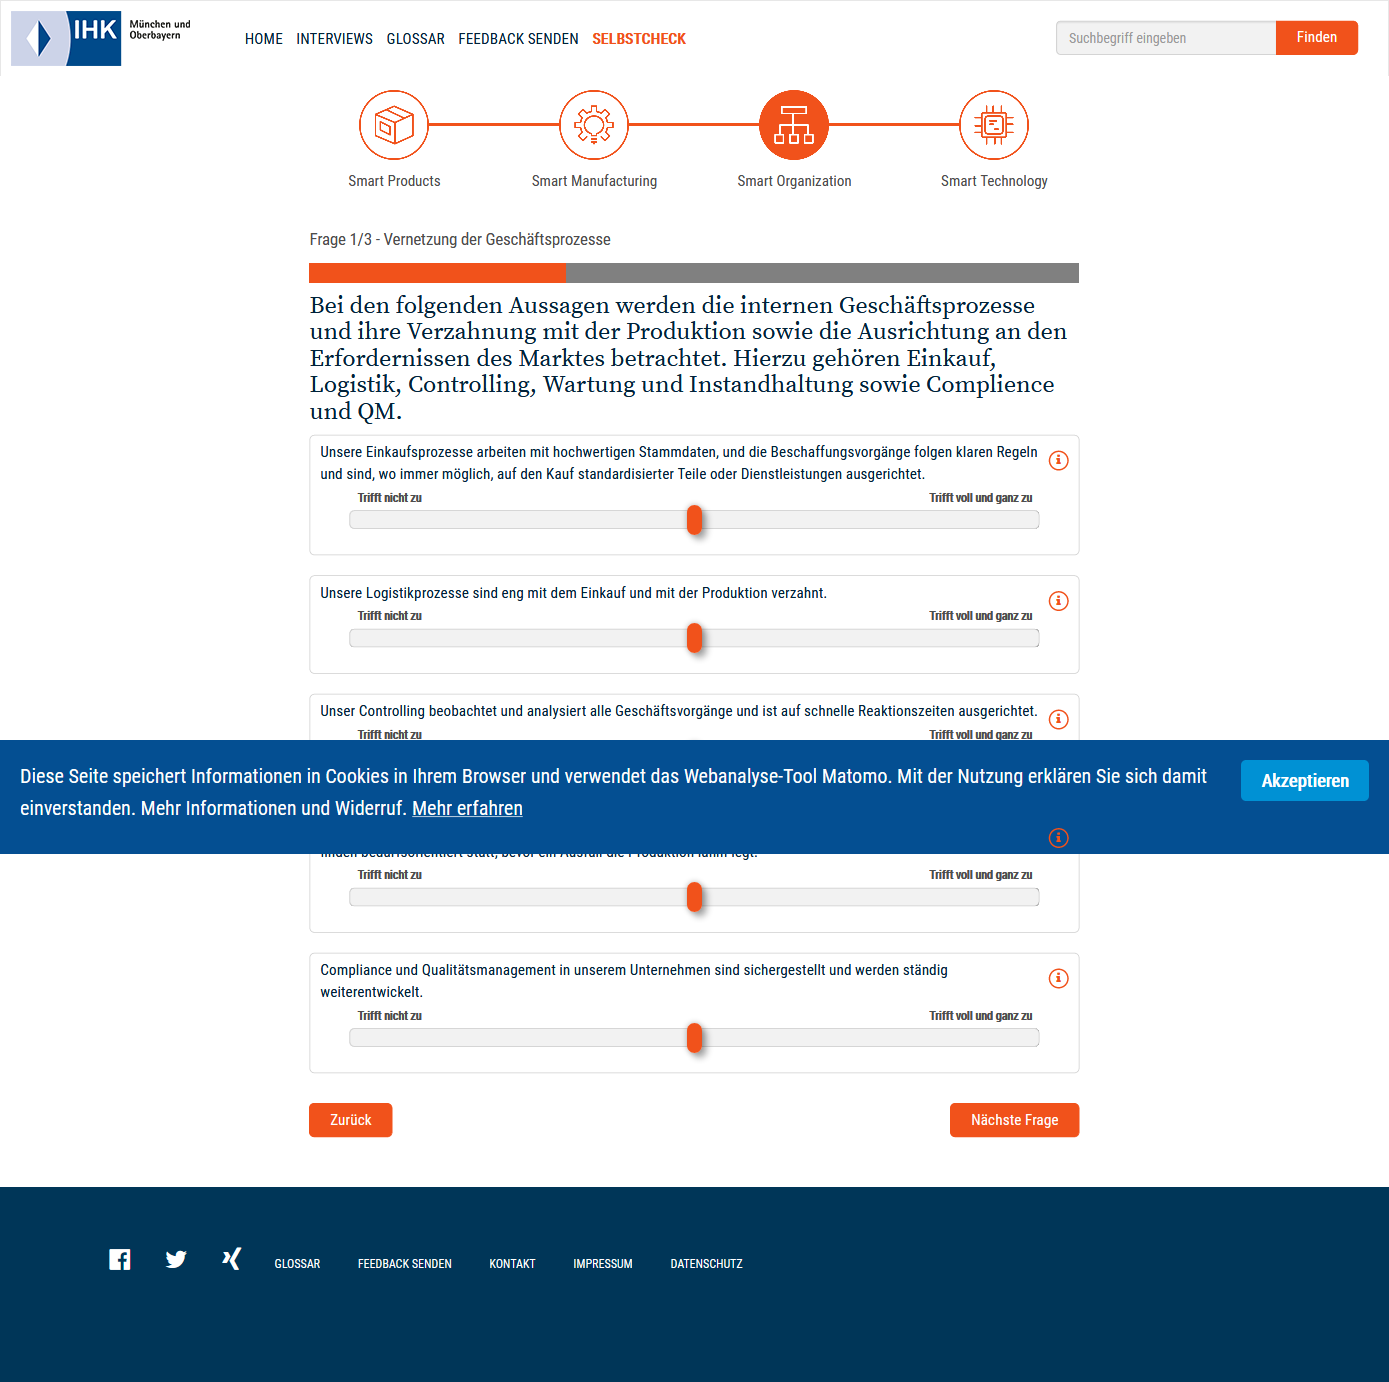 IHK
München und
Oberbayern
HOME INTERVIEWS GLOSSAR FEEDBACK SENDEN SELBSTCHECK
Suchbegriff eingeben
Finden
Smart Products
Smart Manufacturing
Smart Organization
Smart Technology
Frage 1/3 - Vernetzung der Geschäftsprozesse
Bei den folgenden Aussagen werden die internen Geschäftsprozesse
und ihre Verzahnung mit der Produktion sowie die Ausrichtung an den
Erfordernissen des Marktes betrachtet. Hierzu gehören Einkauf,
Logistik, Controlling, Wartung und Instandhaltung sowie Complience
und QM.
Unsere Einkaufsprozesse arbeiten mit hochwertigen Stammdaten, und die Beschaffungsvorgänge folgen klaren Regeln
und sind, wo immer möglich, auf den Kauf standardisierter Teile oder Dienstleistungen ausgerichtet.
Trifft nicht zu
Trifft voll und ganz zu
Unsere Logistikprozesse sind eng mit dem Einkauf und mit der Produktion verzahnt.
Trifft nicht zu
Trifft voll und ganz zu
Unser Controlling beobachtet und analysiert alle Geschäftsvorgänge und ist auf schnelle Reaktionszeiten ausgerichtet.
Trifft nicht zu
Trifft voll und ganz zu
Diese Seite speichert Informationen in Cookies in Ihrem Browser und verwendet das Webanalyse-Tool Matomo. Mit der Nutzung erklären Sie sich damit
einverstanden. Mehr Informationen und Widerruf. Mehr erfahren
Akzeptieren
finden bedarfsorientiert statt, bevor ein Ausfall die Produktion lahm legt.
Trifft nicht zu
Trifft voll und ganz zu
Compliance und Qualitätsmanagement in unserem Unternehmen sind sichergestellt und werden ständig
weiterentwickelt.
Trifft nicht zu
Trifft voll und ganz zu
Zurück
Nächste Frage
GLOSSAR FEEDBACK SENDEN KONTAKT IMPRESSUM DATENSCHUTZ